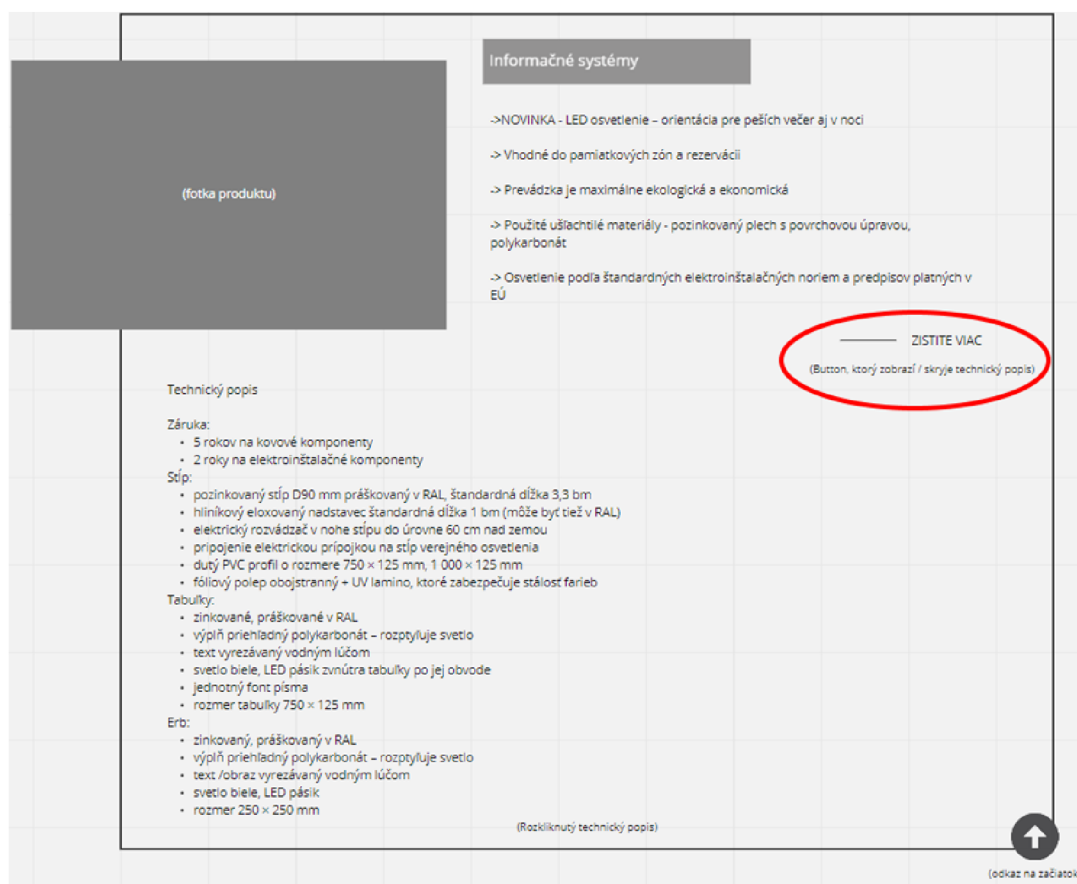 Informačné systémy
(fotka produktu)
->NOVINKA - LED osvetlenie – orientácia pre peších večer aj v noci
-> Vhodné do pamiatkových zón a rezervácií
-> Prevádzka je maximálne ekologická a ekonomická
-> Použité ušľachtilé materiály - pozinkovaný plech s povrchovou úpravou,
polykarbonát
-> Osvetlenie podľa štandardných elektroinštalačných noriem a predpisov platných v
EÚ
ZISTITE VIAC
(Button, ktorý zobrazí / skryje technický popis)
Technický popis
Záruka:
• 5 rokov na kovové komponenty
• 2 roky na elektroinštalačné komponenty
Stĺp:
• pozinkovaný stĺp D90 mm práškovaný v RAL, štandardná dĺžka 3,3 bm
• hliníkový eloxovaný nadstavec štandardná dĺžka 1 bm (môže byť tiež v RAL)
• elektrický rozvádzač v nohe stĺpu do úrovne 60 cm nad zemou
• pripojenie elektrickou prípojkou na stĺp verejného osvetlenia
• dutý PVC profil o rozmere 750 × 125 mm, 1 000 × 125 mm
• fóliový polep obojstranný + UV lamino, ktoré zabezpečuje stálosť farieb
Tabuľky:
• zinkované, práškované v RAL
• výplň priehľadný polykarbonát – rozptyľuje svetlo
• text vyrezávaný vodným lúčom
• svetlo biele, LED pásik zvnútra tabuľky po jej obvode
• jednotný font písma
• rozmer tabuľky 750 × 125 mm
Erb:
• zinkovaný, práškovaný v RAL
• výplň priehľadný polykarbonát – rozptyľuje svetlo
• text /obraz vyrezávaný vodným lúčom
• svetlo biele, LED pásik
• rozmer 250 × 250 mm
(Rozkliknutý technický popis)
(odkaz na začiatok